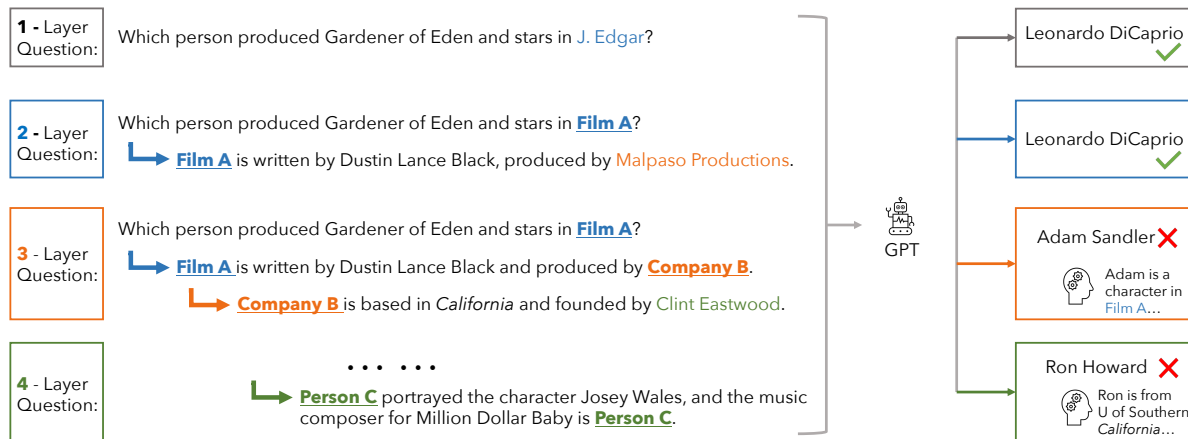 1 - Layer
Question:
Which person produced Gardener of Eden and stars in J. Edgar?
Leonardo DiCaprio
2 - Layer
Question:
Which person produced Gardener of Eden and stars in Film A?
Film A is written by Dustin Lance Black, produced by Malpaso Productions.
Leonardo DiCaprio
3 - Layer
Question:
Which person produced Gardener of Eden and stars in Film A?
Film A is written by Dustin Lance Black and produced by Company B.
Company B is based in California and founded by Clint Eastwood.
GPT
Adam Sandler
Adam is a
character in
Film A...
4 - Layer
Question:
... ...
Person C portrayed the character Josey Wales, and the music
composer for Million Dollar Baby is Person C.
Ron Howard
Ron is from
U of Southern
California...